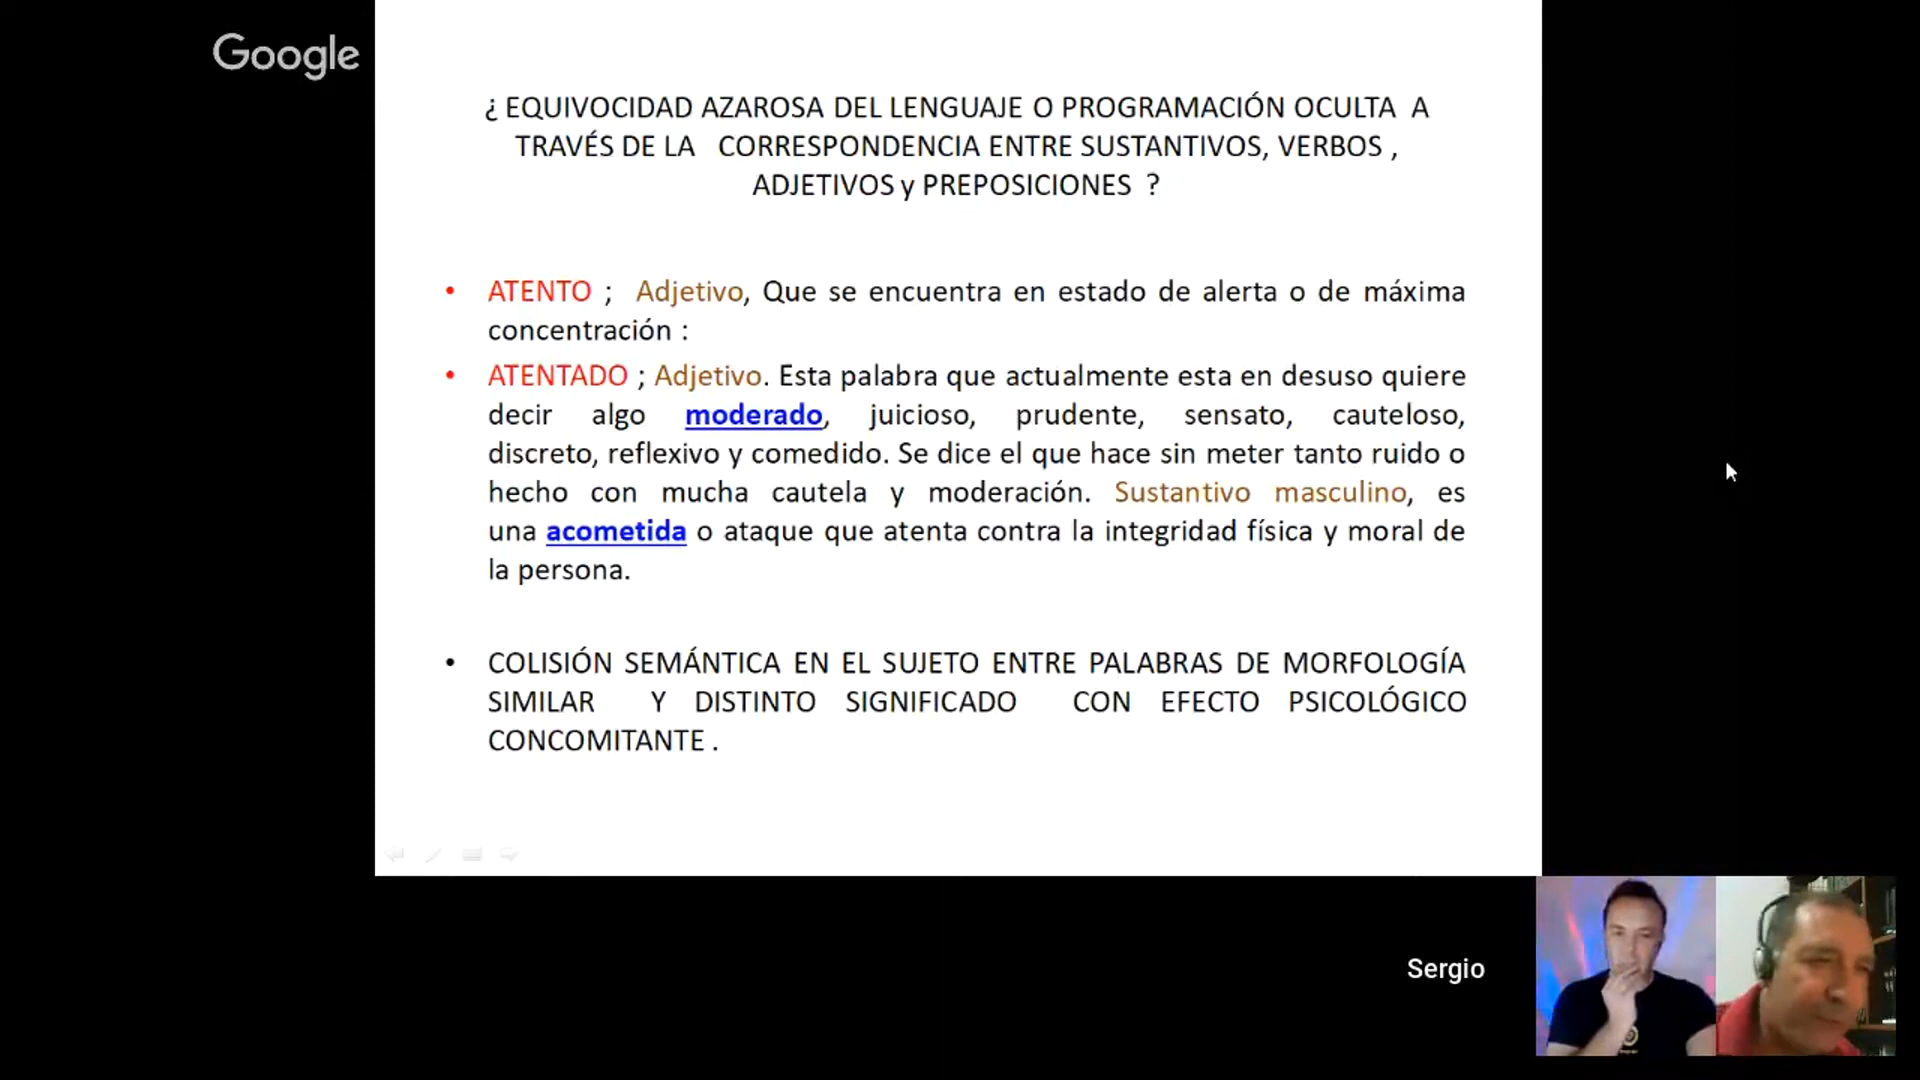 Google
¿ EQUIVOCIDAD AZAROSA DEL LENGUAJE O PROGRAMACIÓN OCULTA A
TRAVÉS DE LA CORRESPONDENCIA ENTRE SUSTANTIVOS, VERBOS ,
ADJETIVOS y PREPOSICIONES ?
• ATENTO ; Adjetivo, Que se encuentra en estado de alerta o de máxima
concentración :
• ATENTADO ; Adjetivo. Esta palabra que actualmente esta en desuso quiere
decir algo moderado, juicioso, prudente, sensato, cauteloso,
discreto, reflexivo y comedido. Se dice el que hace sin meter tanto ruido o
hecho con mucha cautela y moderación. Sustantivo masculino, es
una acometida o ataque que atenta contra la integridad física y moral de
la persona.
• COLISIÓN SEMÁNTICA EN EL SUJETO ENTRE PALABRAS DE MORFOLOGÍA
SIMILAR Y DISTINTO SIGNIFICADO CON EFECTO PSICOLÓGICO
CONCOMITANTE .
Sergio